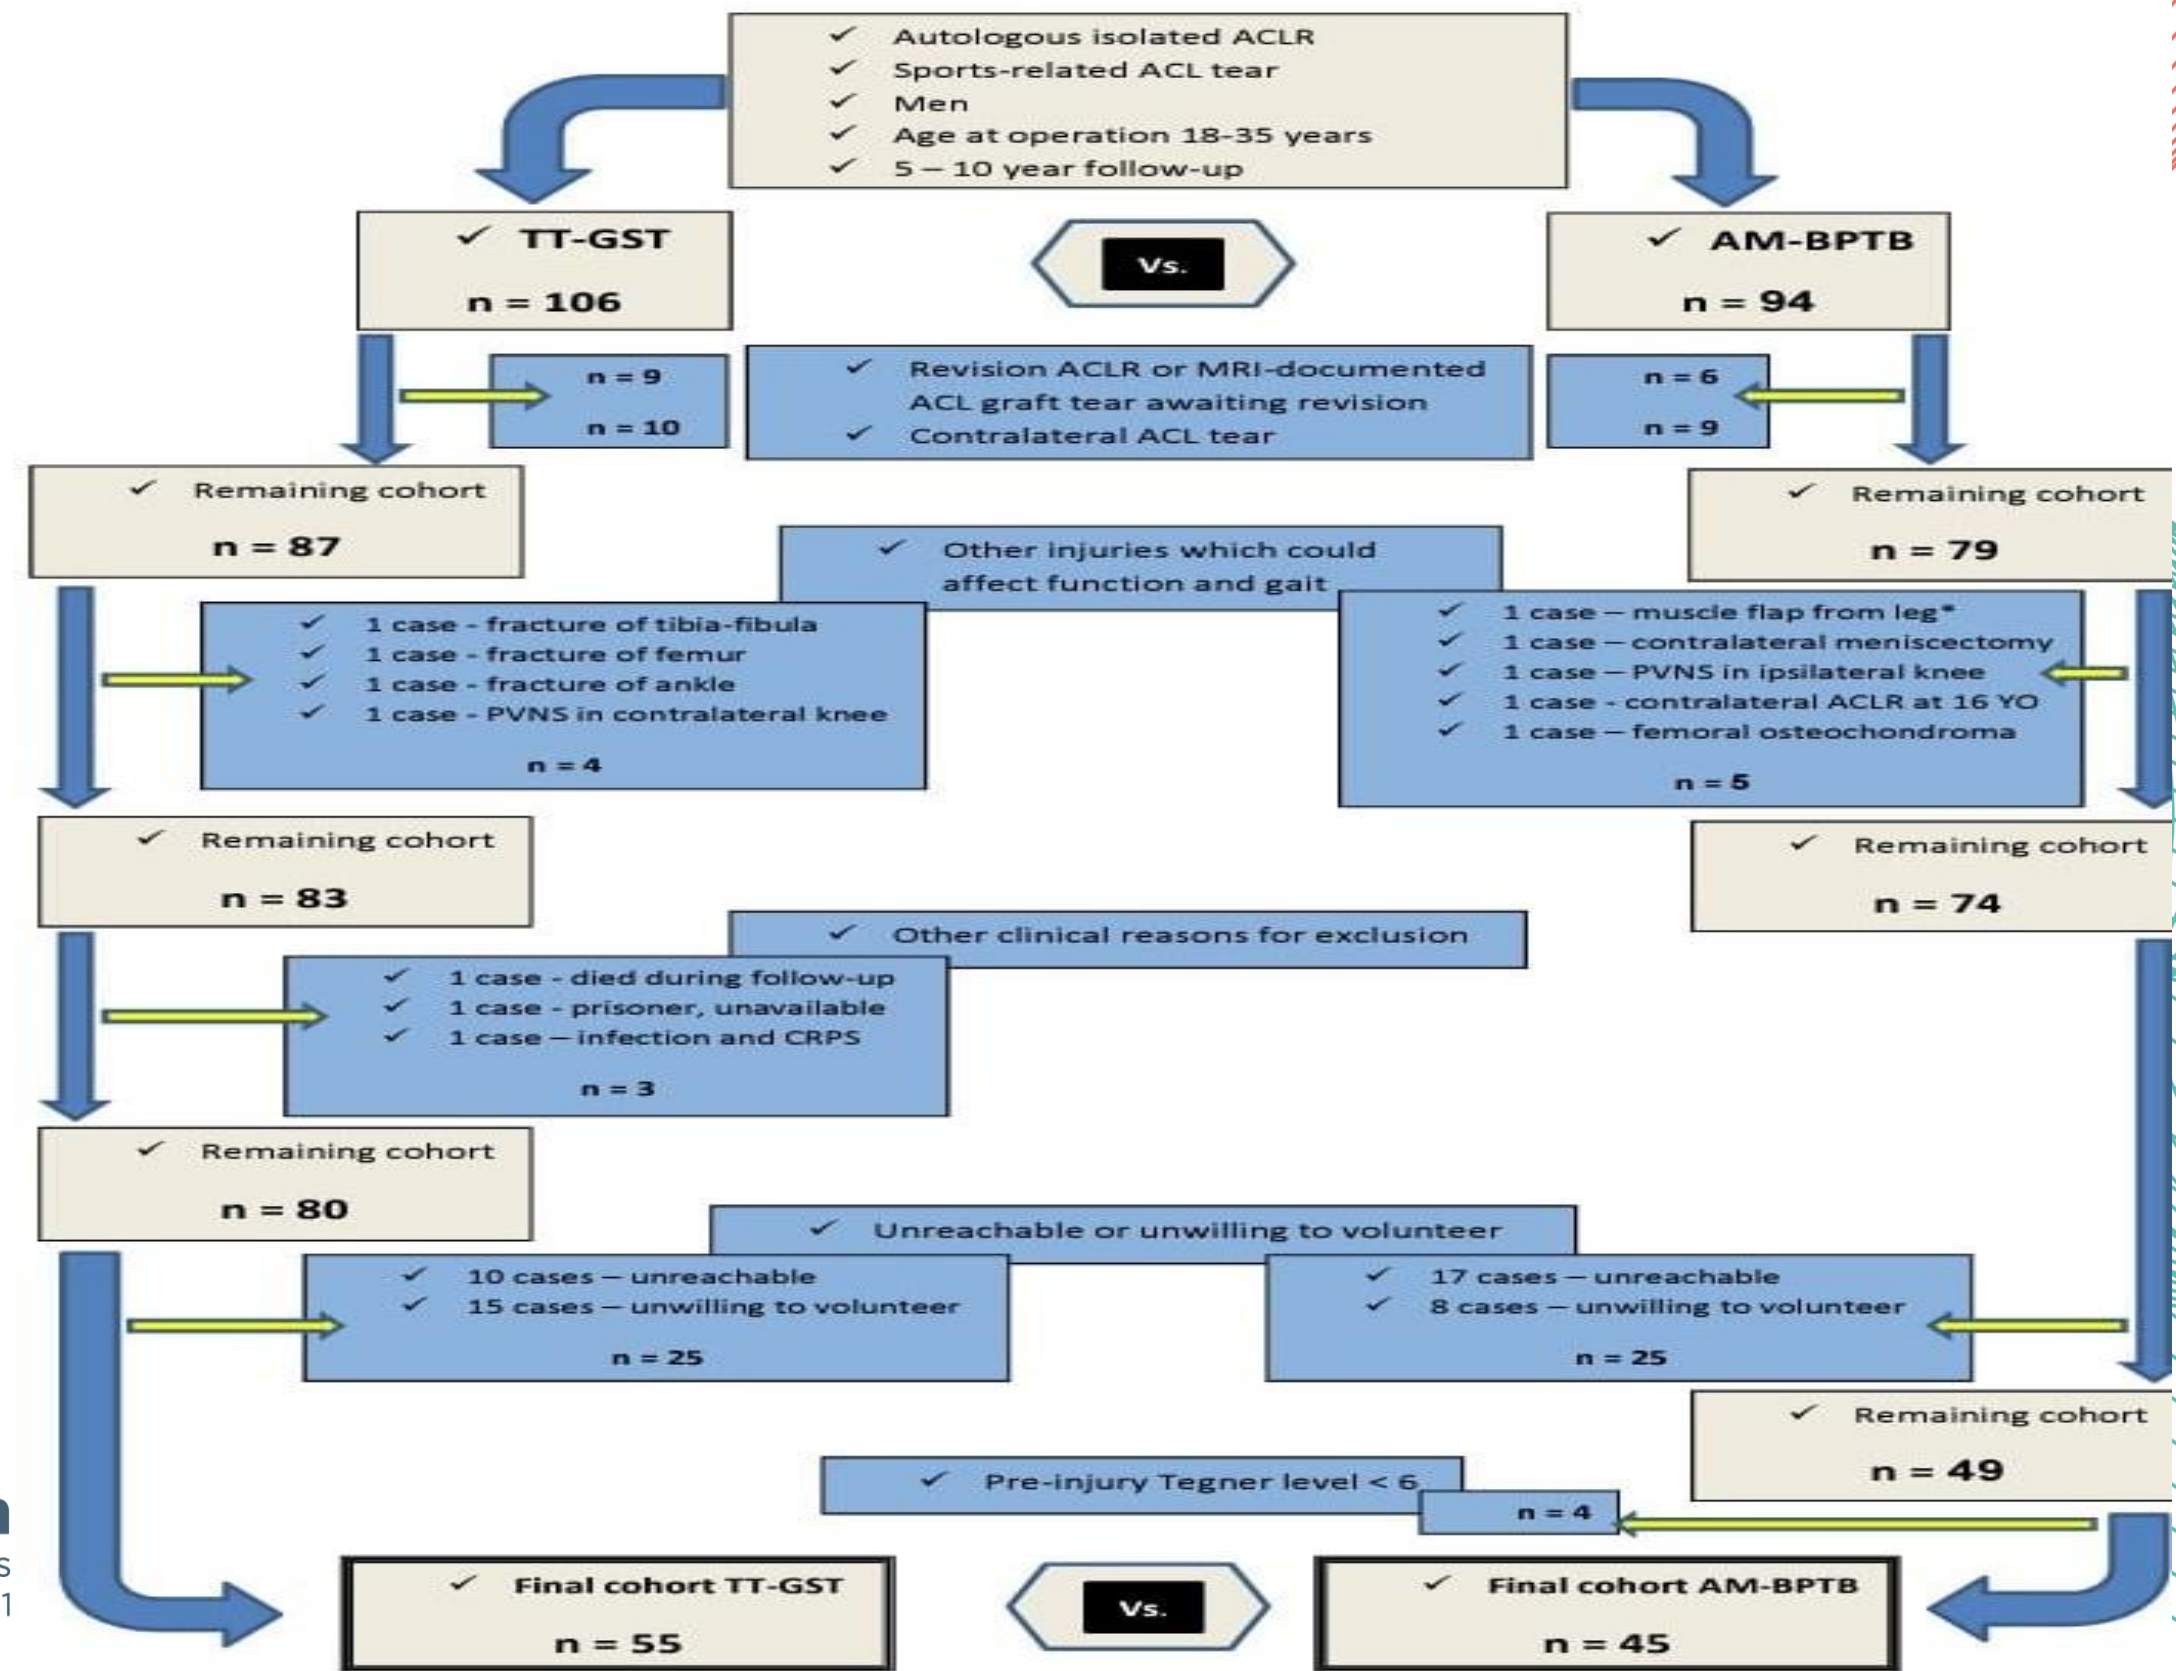 ✓ Autologous isolated ACLR
✓ Sports-related ACL tear
✓ Men
✓ Age at operation 18-35 years
✓ 5 – 10 year follow-up
✓ TT-GST
n = 106
Vs.
✓ AM-BPTB
n = 94
n = 9
n = 10
✓ Revision ACLR or MRI-documented
ACL graft tear awaiting revision
✓ Contralateral ACL tear
n = 6
n = 9
✓ Remaining cohort
n = 87
✓ Remaining cohort
n = 79
✓ Other injuries which could
affect function and gait
✓ 1 case - fracture of tibia-fibula
✓ 1 case - fracture of femur
✓ 1 case - fracture of ankle
✓ 1 case - PVNS in contralateral knee
n = 4
✓ 1 case – muscle flap from leg*
✓ 1 case – contralateral meniscectomy
✓ 1 case – PVNS in ipsilateral knee
✓ 1 case - contralateral ACLR at 16 YO
✓ 1 case – femoral osteochondroma
n = 5
✓ Remaining cohort
n = 83
✓ Remaining cohort
n = 74
✓ Other clinical reasons for exclusion
✓ 1 case - died during follow-up
✓ 1 case - prisoner, unavailable
✓ 1 case – infection and CRPS
n = 3
✓ Remaining cohort
n = 80
✓ Unreachable or unwilling to volunteer
✓ 10 cases – unreachable
✓ 15 cases – unwilling to volunteer
n = 25
✓ 17 cases – unreachable
✓ 8 cases – unwilling to volunteer
n = 25
✓ Remaining cohort
n = 49
✓ Pre-injury Tegner level < 6
n = 4
✓ Final cohort TT-GST
n = 55
Vs.
✓ Final cohort AM-BPTB
n = 45